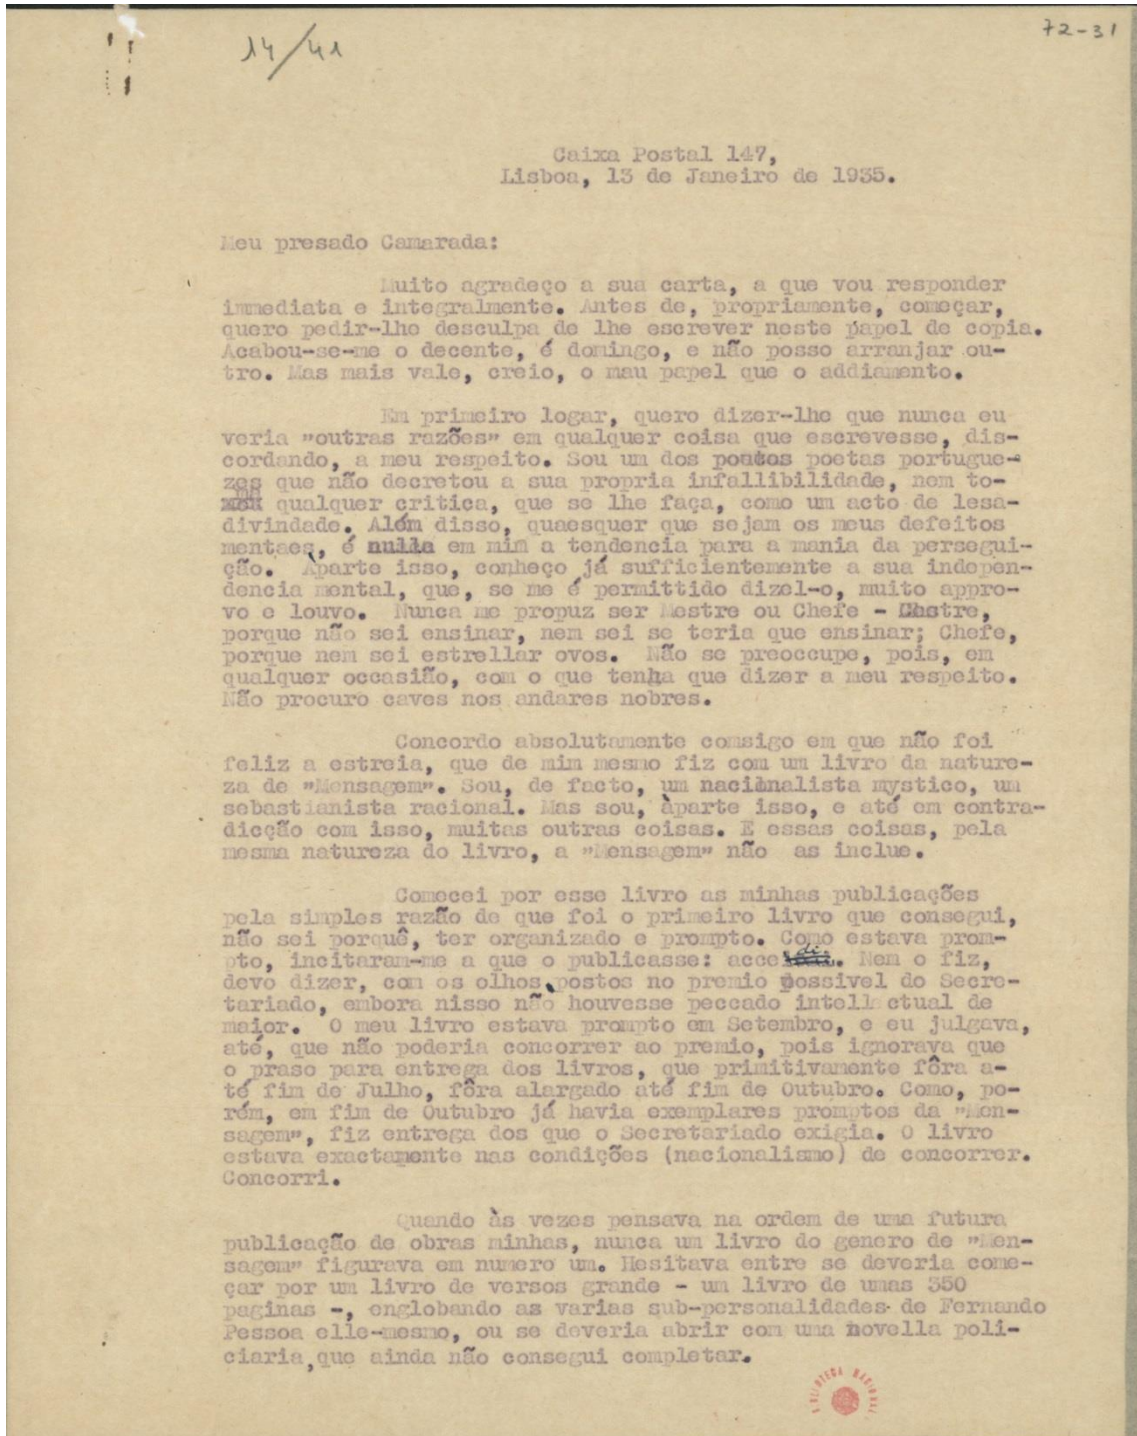 14/41
72-31
Caixa Postal 147,
Lisboa, 13 de Janeiro de 1935.
Meu presado Camarada:
Muito agradeço a sua carta, a que vou responder
immediata e integralmente. Antes de, propriamente, começar,
quero pedir-lhe desculpa de lhe escrever neste papel de copia.
Acabou-se-me o decente, é domingo, e não posso arranjar ou-
tro. Mas mais vale, creio, o mau papel que o addiamento.
Em primeiro logar, quero dizer-lhe que nunca eu
veria "outras razões" em qualquer coisa que escrevesse, dis-
cordando, a meu respeito. Sou um dos poucos poetas portugue-
zes que não decretou a sua propria infallibilidade, nem to-
ma qualquer critica, que se lhe faça, como um acto de lesa-
divindade. Além disso, quaesquer que sejam os meus defeitos
mentaes, é nulla em mim a tendencia para a mania da persegui-
ção. Àparte isso, conheço já sufficientemente a sua indepen-
dencia mental, que, se me é permittido dizel-o, muito appro-
vo e louvo. Nunca me propuz ser Mestre ou Chefe - Mestre,
porque não sei ensinar, nem sei se teria que ensinar; Chefe,
porque nem sei estrellar ovos. Não se preoccupe, pois, em
qualquer occasião, com o que tenha que dizer a meu respeito.
Não procuro caves nos andares nobres.
Concordo absolutamente comsigo em que não foi
feliz a estreia, que de mim mesmo fiz com um livro da nature-
za de "Mensagem". Sou, de facto, um nacionalista mystico, um
sebastianista racional. Mas sou, àparte isso, e até em contra-
dicção com isso, muitas outras coisas. E essas coisas, pela
mesma natureza do livro, a "Mensagem" não as inclue.
Comecei por esse livro as minhas publicações
pela simples razão de que foi o primeiro livro que consegui,
não sei porquê, ter organizado e prompto. Como estava prom-
pto, incitaram-me a que o publicasse: accedi. Nem o fiz,
devo dizer, com os olhos postos no premio possivel do Secre-
tariado, embora nisso não houvesse peccado intellectual de
maior. O meu livro estava prompto em Setembro, e eu julgava,
até, que não poderia concorrer ao premio, pois ignorava que
o praso para entrega dos livros, que primitivamente fôra a-
té fim de Julho, fôra alargado até fim de Outubro. Como, po-
rém, em fim de Outubro já havia exemplares promptos da "Men-
sagem", fiz entrega dos que o Secretariado exigia. O livro
estava exactamente nas condições (nacionalismo) de concorrer.
Concorri.
Quando às vezes pensava na ordem de uma futura
publicação de obras minhas, nunca um livro do genero de "Men-
sagem" figurava em numero um. Hesitava entre se deveria come-
çar por um livro de versos grande - um livro de umas 350
paginas -, englobando as varias sub-personalidades de Fernando
Pessoa elle-mesmo, ou se deveria abrir com uma novella poli-
ciaria, que ainda não consegui completar.
BIBLIOTECA NACIONAL